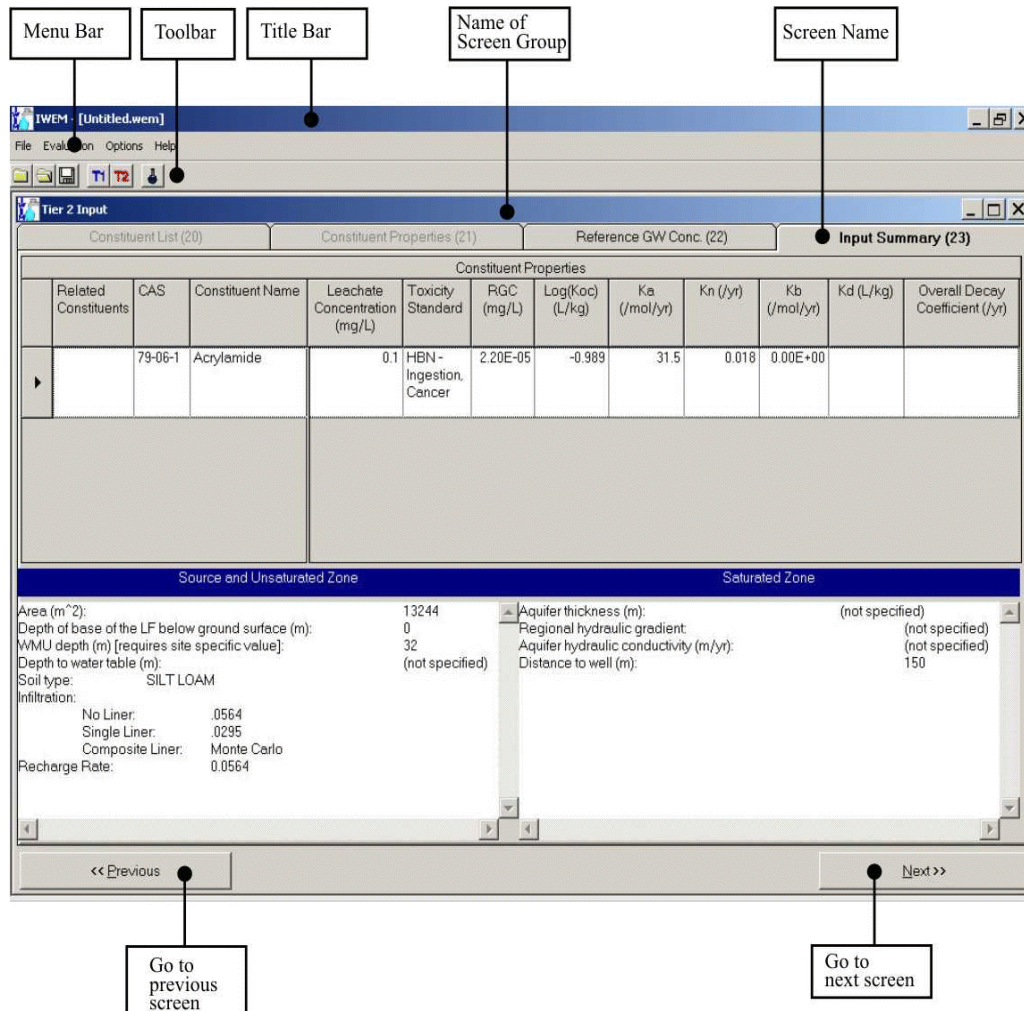 Menu Bar
Toolbar
Title Bar
Name of
Screen Group
Screen Name
IWEM - [Untitled.wem]
File Evaluation Options Help
T1 T2
Tier 2 Input
Constituent List (20) Constituent Properties (21) Reference GW Conc. (22) Input Summary (23)
Constituent Properties
Related Constituents CAS Constituent Name Leachate Concentration (mg/L) Toxicity Standard RGC (mg/L) Log(Koc) (L/kg) Ka (/mol/yr) Kn (/yr) Kb (/mol/yr) Kd (L/kg) Overall Decay Coefficient (/yr)
79-06-1 Acrylamide 0.1 HBN - Ingestion, Cancer 2.20E-05 -0.989 31.5 0.018 0.00E+00
Source and Unsaturated Zone
Area (m^2): 13244
Depth of base of the LF below ground surface (m): 0
WMU depth (m) [requires site specific value]: 32
Depth to water table (m): (not specified)
Soil type: SILT LOAM
Infiltration:
No Liner: .0564
Single Liner: .0295
Composite Liner: Monte Carlo
Recharge Rate: 0.0564
Saturated Zone
Aquifer thickness (m): (not specified)
Regional hydraulic gradient: (not specified)
Aquifer hydraulic conductivity (m/yr): (not specified)
Distance to well (m): 150
<< Previous
Next >>
Go to
previous
screen
Go to
next screen